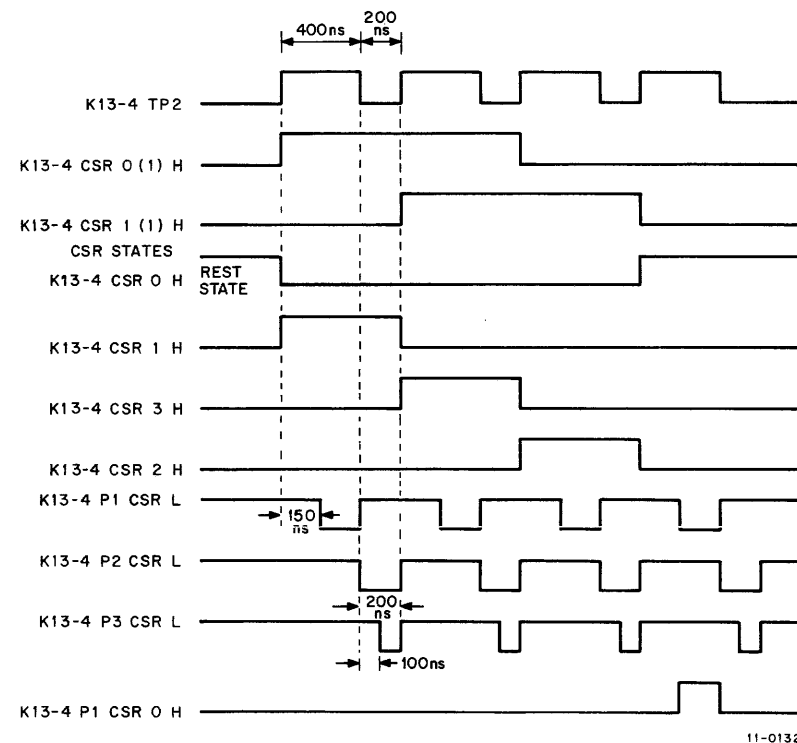 400ns
200
ns
K13-4 TP2
K13-4 CSR 0 (1) H
K13-4 CSR 1 (1) H
CSR STATES
K13-4 CSR 0 H
REST
STATE
K13-4 CSR 1 H
K13-4 CSR 3 H
K13-4 CSR 2 H
K13-4 P1 CSR L
150
ns
K13-4 P2 CSR L
200
ns
K13-4 P3 CSR L
100ns
K13-4 P1 CSR 0 H
11-0132